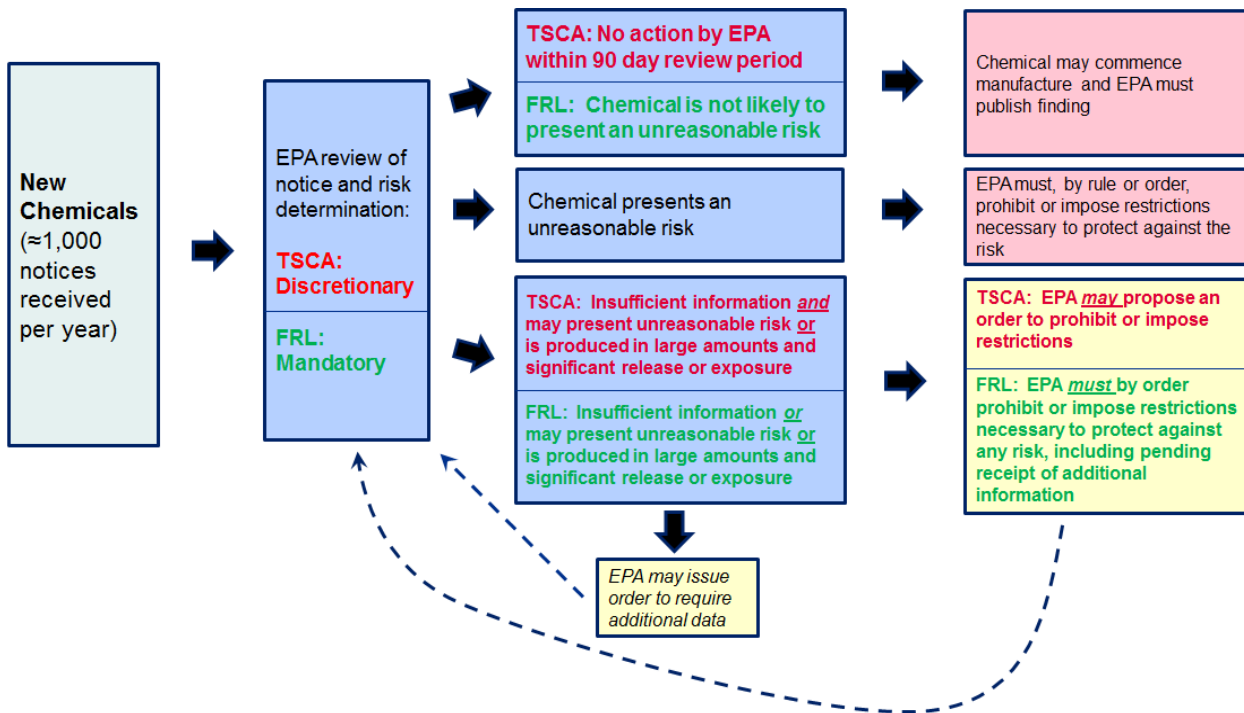 New
Chemicals
(≈1,000
notices
received
per year)
EPA review of
notice and risk
determination:
TSCA:
Discretionary
FRL:
Mandatory
TSCA: No action by EPA
within 90 day review period
FRL: Chemical is not likely to
present an unreasonable risk
Chemical may commence
manufacture and EPA must
publish finding
Chemical presents an
unreasonable risk
EPA must, by rule or order,
prohibit or impose restrictions
necessary to protect against the
risk
TSCA: Insufficient information and
may present unreasonable risk or
is produced in large amounts and
significant release or exposure
FRL: Insufficient information or
may present unreasonable risk or
is produced in large amounts and
significant release or exposure
TSCA: EPA may propose an
order to prohibit or impose
restrictions
FRL: EPA must by order
prohibit or impose restrictions
necessary to protect against
any risk, including pending
receipt of additional
information
EPA may issue
order to require
additional data